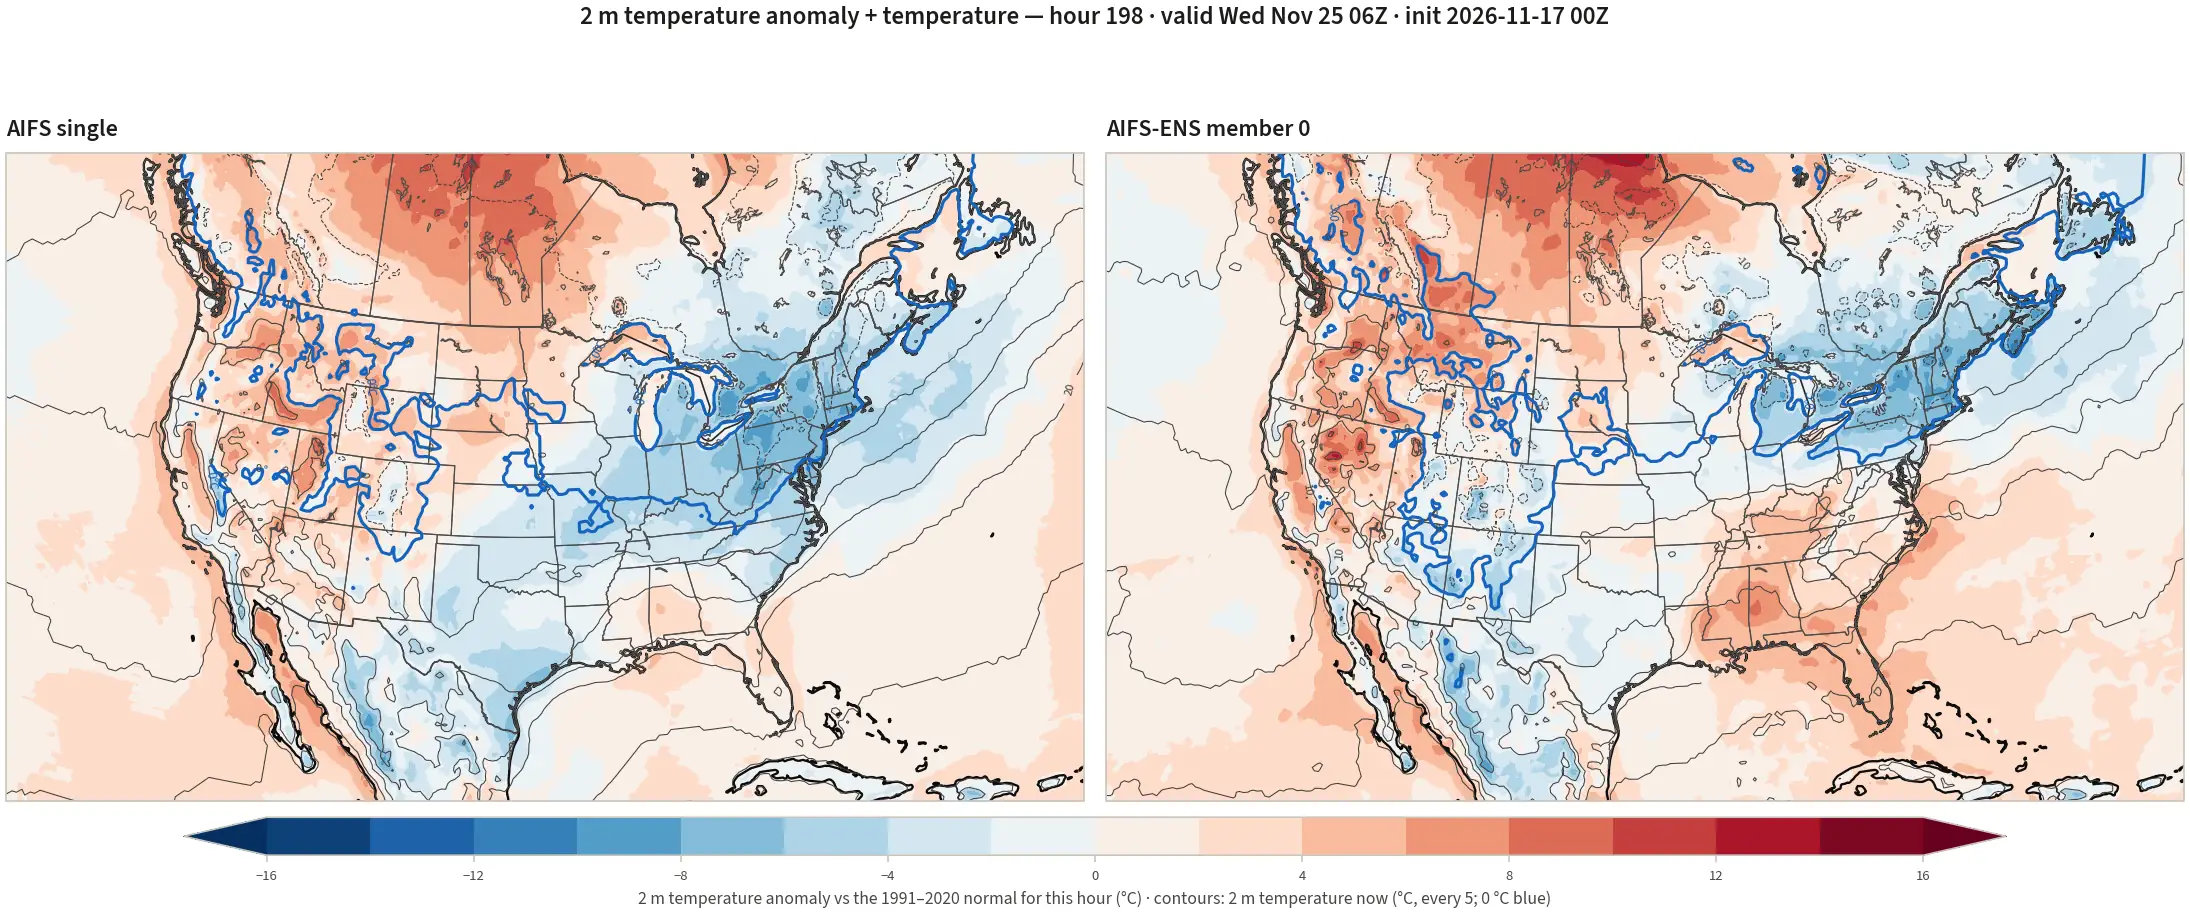 2 m temperature anomaly + temperature — hour 198 · valid Wed Nov 25 06Z · init 2026-11-17 00Z
AIFS single
AIFS-ENS member 0
20
−16 −12 −8 −4 0 4 8 12 16
2 m temperature anomaly vs the 1991–2020 normal for this hour (°C) · contours: 2 m temperature now (°C, every 5; 0 °C blue)